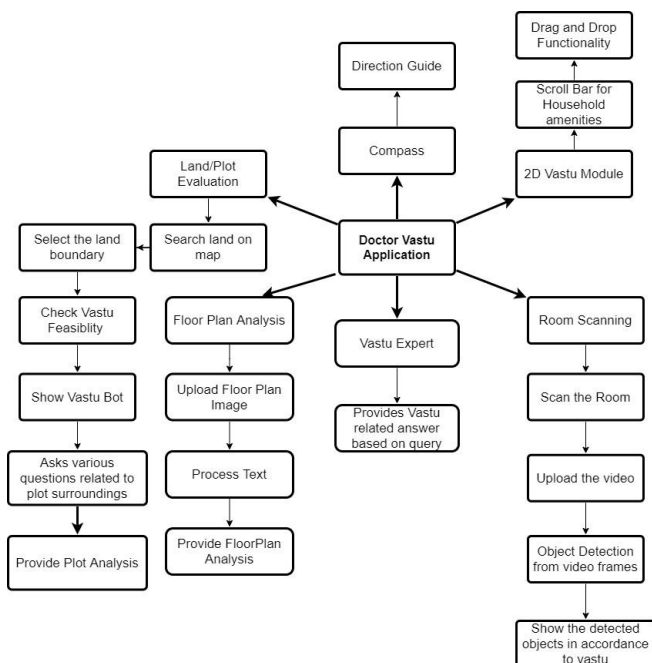 Drag and Drop
Functionality
Direction Guide
Scroll Bar for
Household
amenities
Land/Plot
Evaluation
Compass
2D Vastu Module
Select the land
boundary
Search land on
map
Doctor Vastu
Application
Check Vastu
Feasiblity
Floor Plan Analysis
Vastu Expert
Room Scanning
Show Vastu Bot
Upload Floor Plan
Image
Provides Vastu
related answer
based on query
Scan the Room
Asks various
questions related to
plot surroundings
Process Text
Upload the video
Provide Plot Analysis
Provide FloorPlan
Analysis
Object Detection
from video frames
Show the detected
objects in accordance
to vastu